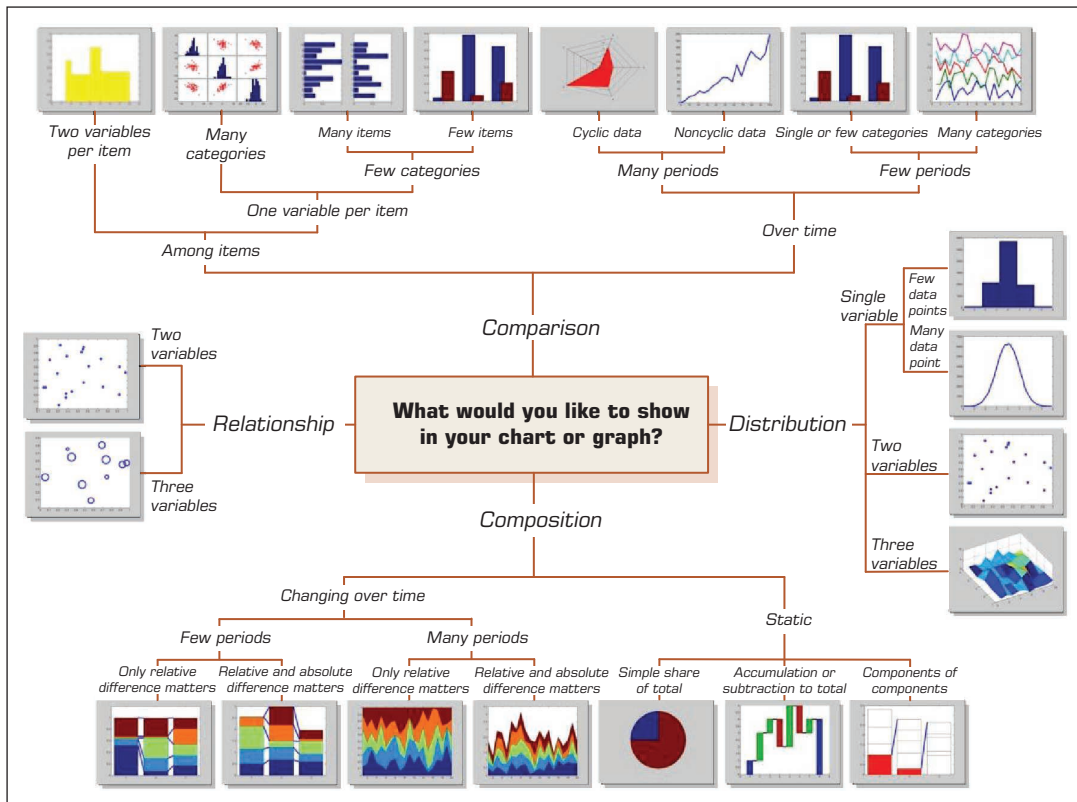 Two variables
per item
Many
categories
Many items
Few items
Cyclic data
Noncyclic data
Single or few categories
Many categories
Few categories
Many periods
Few periods
One variable per item
Among items
Over time
Comparison
Single
variable
Few
data
points
Many
data
point
Two
variables
Relationship
What would you like to show
in your chart or graph?
Distribution
Two
variables
Three
variables
Three
variables
Composition
Changing over time
Static
Few periods
Many periods
Only relative
difference matters
Relative and absolute
difference matters
Only relative
difference matters
Relative and absolute
difference matters
Simple share
of total
Accumulation or
subtraction to total
Components of
components